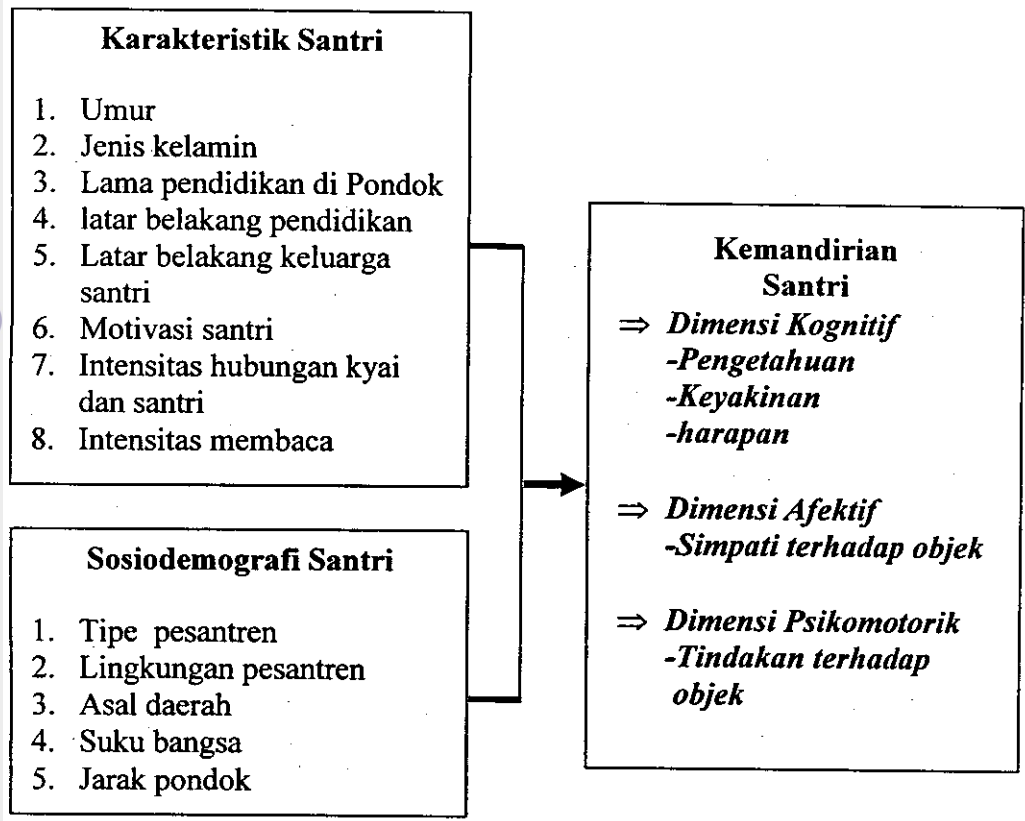 Karakteristik Santri
1. Umur
2. Jenis kelamin
3. Lama pendidikan di Pondok
4. latar belakang pendidikan
5. Latar belakang keluarga
santri
6. Motivasi santri
7. Intensitas hubungan kyai
dan santri
8. Intensitas membaca
Sosiodemografi Santri
1. Tipe pesantren
2. Lingkungan pesantren
3. Asal daerah
4. Suku bangsa
5. Jarak pondok
Kemandirian
Santri
⇒ Dimensi Kognitif
-Pengetahuan
-Keyakinan
-harapan
⇒ Dimensi Afektif
-Simpati terhadap objek
⇒ Dimensi Psikomotorik
-Tindakan terhadap
objek